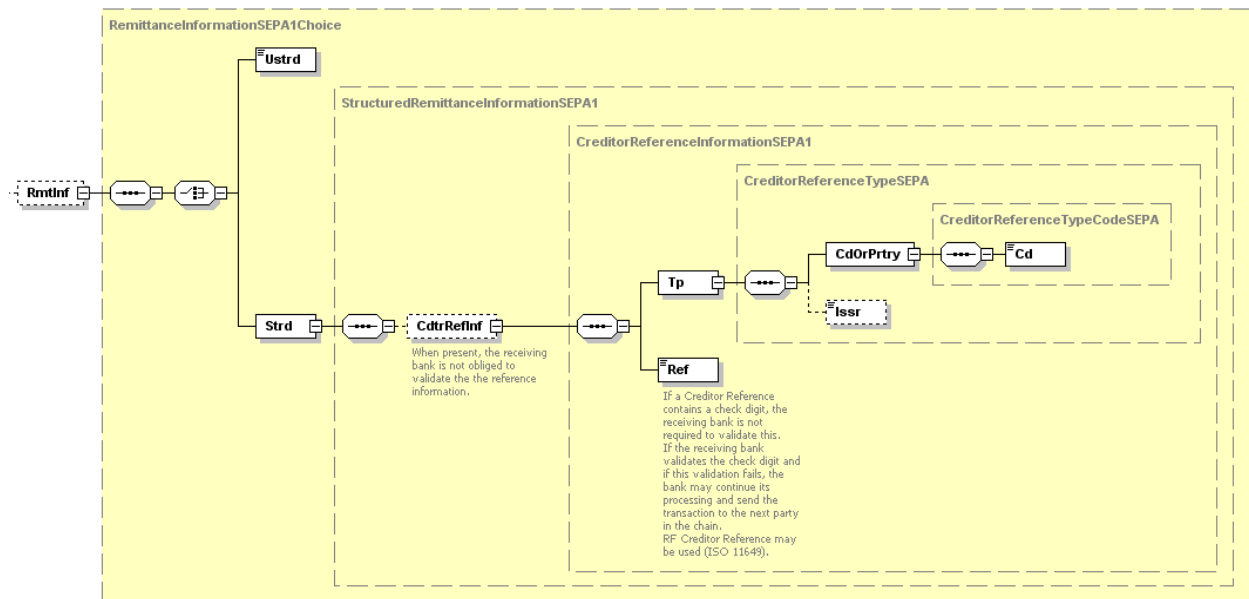 RemittanceInformationSEPA1Choice
Ustrd
StructuredRemittanceInformationSEPA1
CreditorReferenceInformationSEPA1
CreditorReferenceTypeSEPA
RmtInf
CreditorReferenceTypeCodeSEPA
CdOrPrtry
Cd
Tp
Issr
Strd
CdtrRefInf
When present, the receiving
bank is not obliged to
validate the the reference
information.
Ref
If a Creditor Reference
contains a check digit, the
receiving bank is not
required to validate this.
If the receiving bank
validates the check digit and
if this validation fails, the
bank may continue its
processing and send the
transaction to the next party
in the chain.
RF Creditor Reference may
be used (ISO 11649).